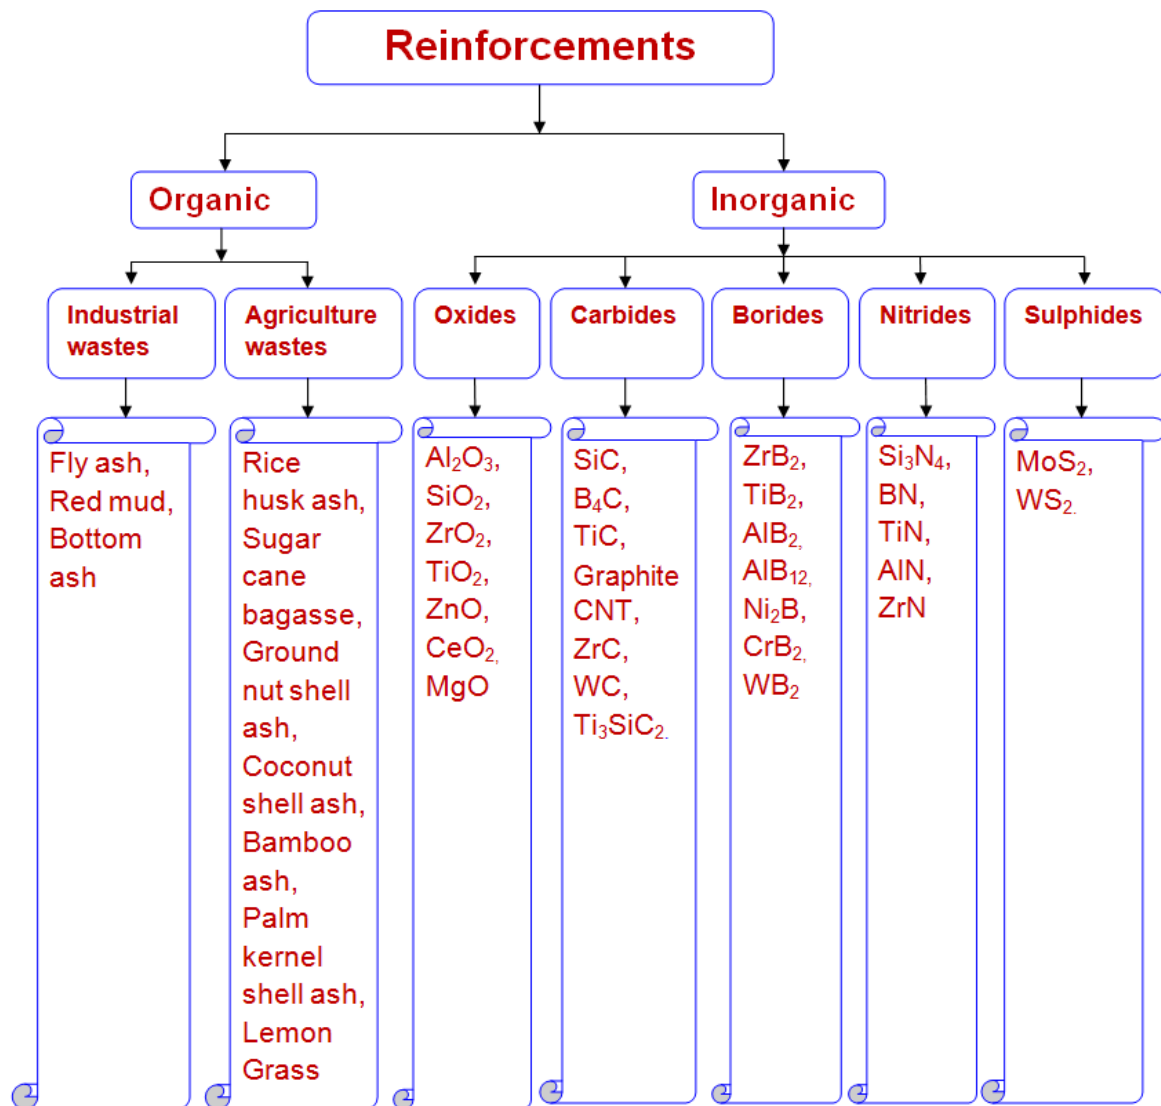 Reinforcements
Organic
Inorganic
Industrial
wastes
Agriculture
wastes
Oxides
Carbides
Borides
Nitrides
Sulphides
Fly ash,
Red mud,
Bottom
ash
Rice
husk ash,
Sugar
cane
bagasse,
Ground
nut shell
ash,
Coconut
shell ash,
Bamboo
ash,
Palm
kernel
shell ash,
Lemon
Grass
Al₂O₃,
SiO₂,
ZrO₂,
TiO₂,
ZnO,
CeO₂,
MgO
SiC,
B₄C,
TiC,
Graphite
CNT,
ZrC,
WC,
Ti₃SiC₂.
ZrB₂,
TiB₂,
AlB₂,
AlB₁₂,
Ni₂B,
CrB₂,
WB₂
Si₃N₄,
BN,
TiN,
AlN,
ZrN
MoS₂,
WS₂.